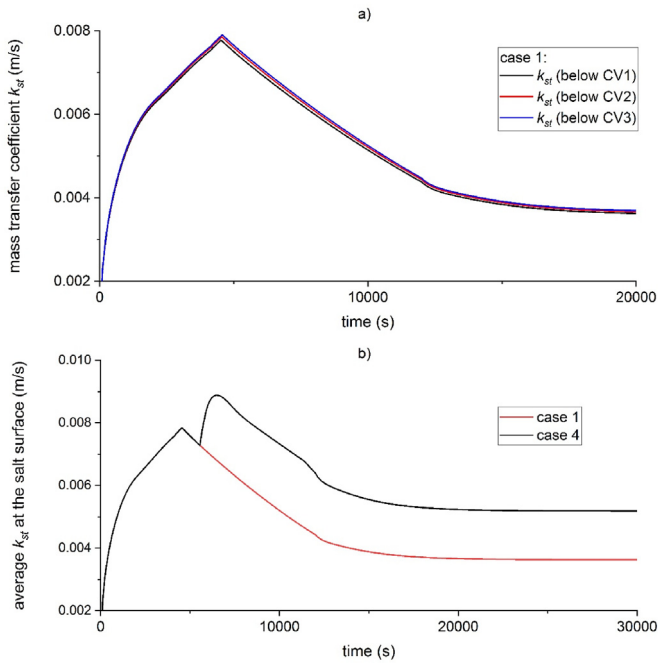 a)
mass transfer coefficient kst (m/s)
0.008
0.006
0.004
0.002
0
10000
20000
time (s)
case 1:
kst (below CV1)
kst (below CV2)
kst (below CV3)
b)
average kst at the salt surface (m/s)
0.010
0.008
0.006
0.004
0.002
0
10000
20000
30000
time (s)
case 1
case 4